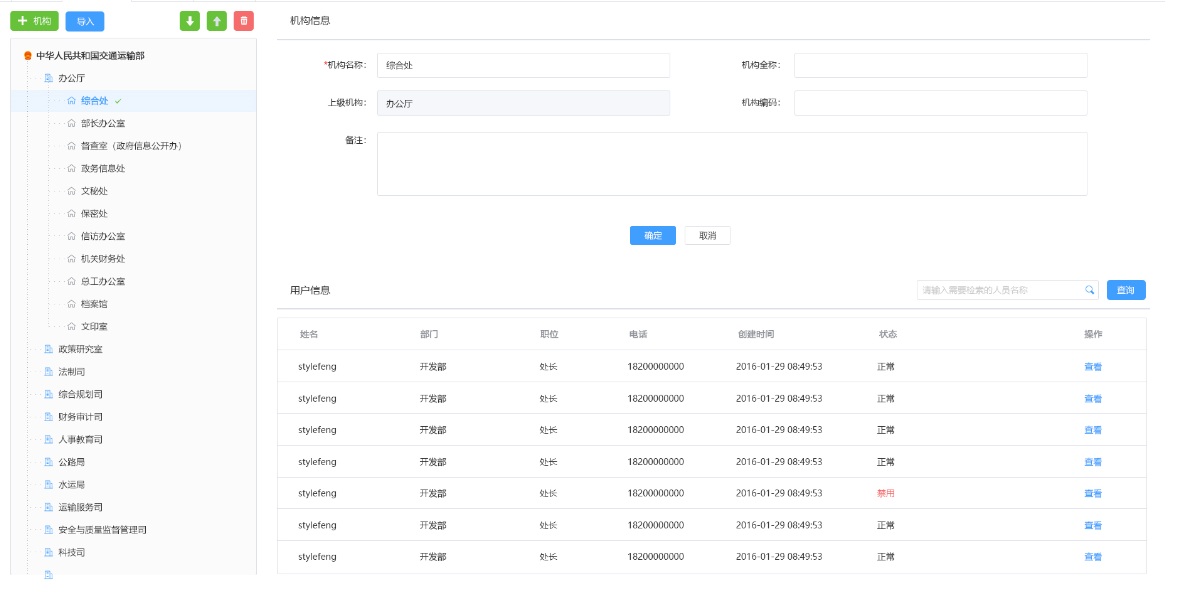 机构
导入
中华人民共和国交通运输部
办公厅
综合处
部长办公室
督查室（政府信息公开办）
政务信息处
文秘处
保密处
信访办公室
机关财务处
总工办公室
档案馆
文印室
政策研究室
法制司
综合规划司
财务审计司
人事教育司
公路局
水运局
运输服务司
安全与质量监督管理司
科技司
机构信息
*机构名称： 综合处 机构全称：
上级机构： 办公厅 机构编码：
备注：
确定 取消
用户信息 请输入需要检索的人员名称 查询
姓名 部门 职位 电话 创建时间 状态 操作
stylefeng 开发部 处长 18200000000 2016-01-29 08:49:53 正常 查看
stylefeng 开发部 处长 18200000000 2016-01-29 08:49:53 正常 查看
stylefeng 开发部 处长 18200000000 2016-01-29 08:49:53 正常 查看
stylefeng 开发部 处长 18200000000 2016-01-29 08:49:53 正常 查看
stylefeng 开发部 处长 18200000000 2016-01-29 08:49:53 禁用 查看
stylefeng 开发部 处长 18200000000 2016-01-29 08:49:53 正常 查看
stylefeng 开发部 处长 18200000000 2016-01-29 08:49:53 正常 查看